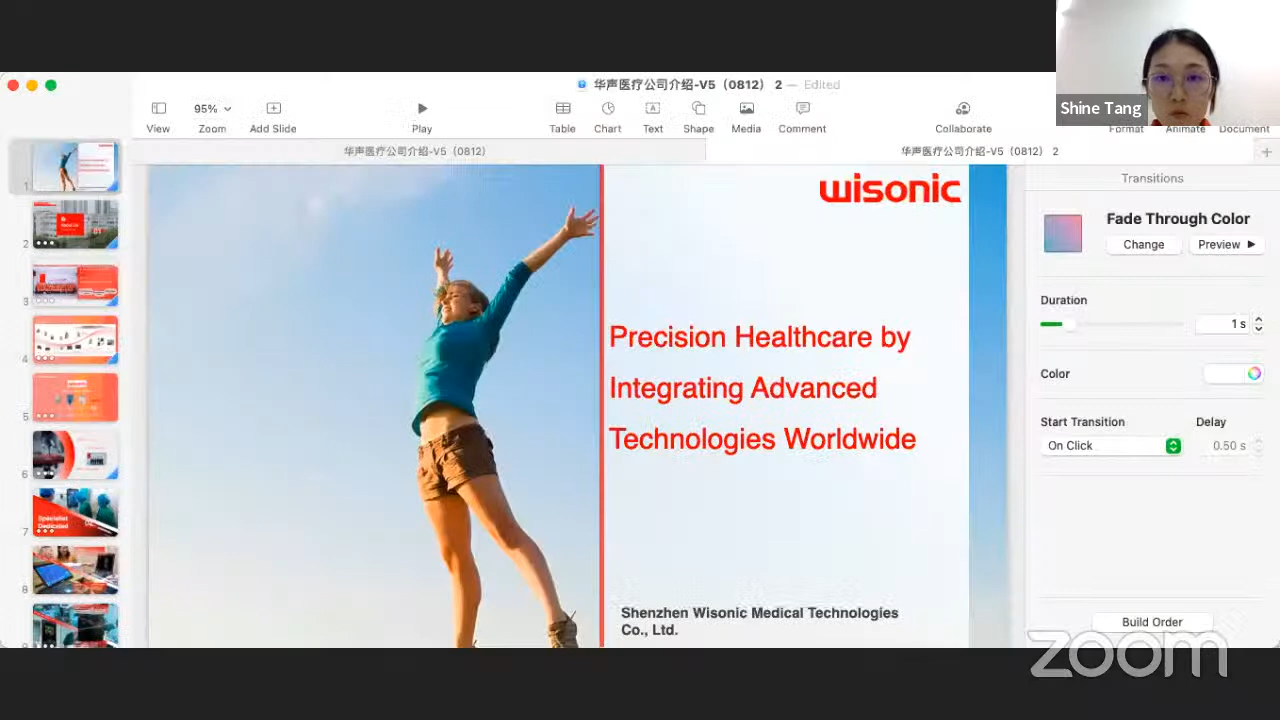 Shine Tang
华声医疗公司介绍-V5（0812） 2 — Edited
95%
View
Zoom
Add Slide
Play
Table
Chart
Text
Shape
Media
Comment
Collaborate
Format
Animate
Document
华声医疗公司介绍-V5（0812）
华声医疗公司介绍-V5（0812） 2
1
2
3
4
5
6
7
8
Specialist
Dedicated
wisonic
Precision Healthcare by
Integrating Advanced
Technologies Worldwide
Shenzhen Wisonic Medical Technologies
Co., Ltd.
Transitions
Fade Through Color
Change
Preview
Duration
1 s
Color
Start Transition
Delay
On Click
0.50 s
Build Order
zoom